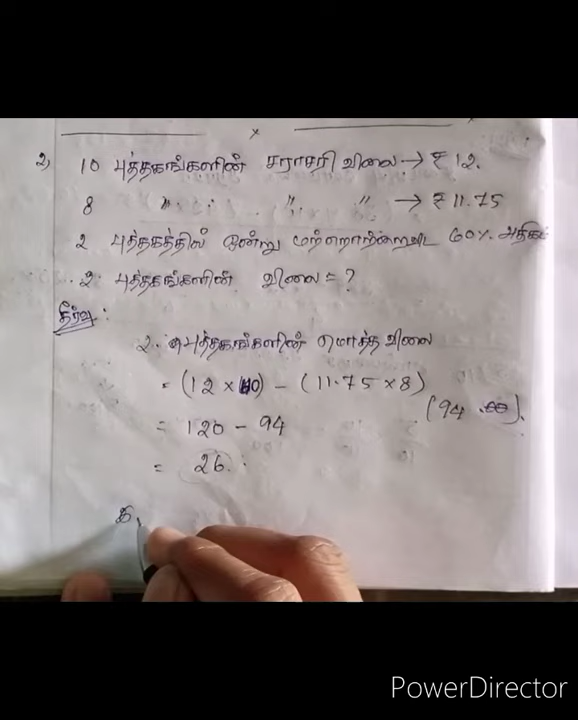 2) 10 புத்தகங்களின் சராசரி விலை → ₹ 12.
8 " " " → ₹ 11.75
2 புத்தகத்தில் ஒன்று மற்றொன்றைவிட 60% அதிகம்
2 புத்தகங்களின் விலை = ?
தீர்வு :
2 புத்தகங்களின் மொத்த விலை
= (12 × 10) - (11.75 × 8)
(94
= 120 - 94
= 26.
க
PowerDirector